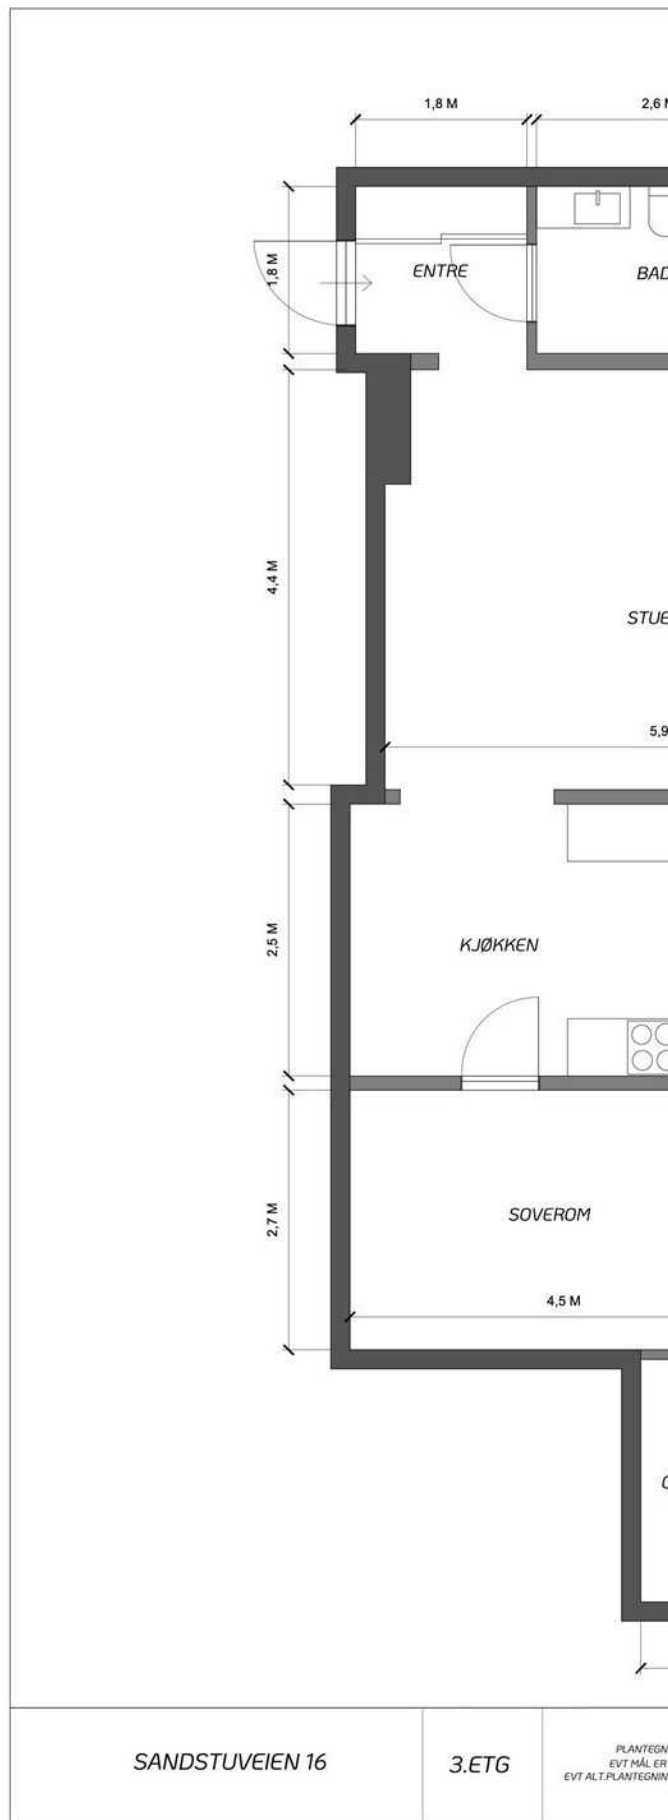 1,8 M
2,6
1,8 M
ENTRE
BAD
4,4 M
STUE
5,9
2,5 M
KJØKKEN
2,7 M
SOVEROM
4,5 M
SANDSTUVEIEN 16
3.ETG
PLANTEGN
EVT MÅL ER
EVT ALT.PLANTEGNIN